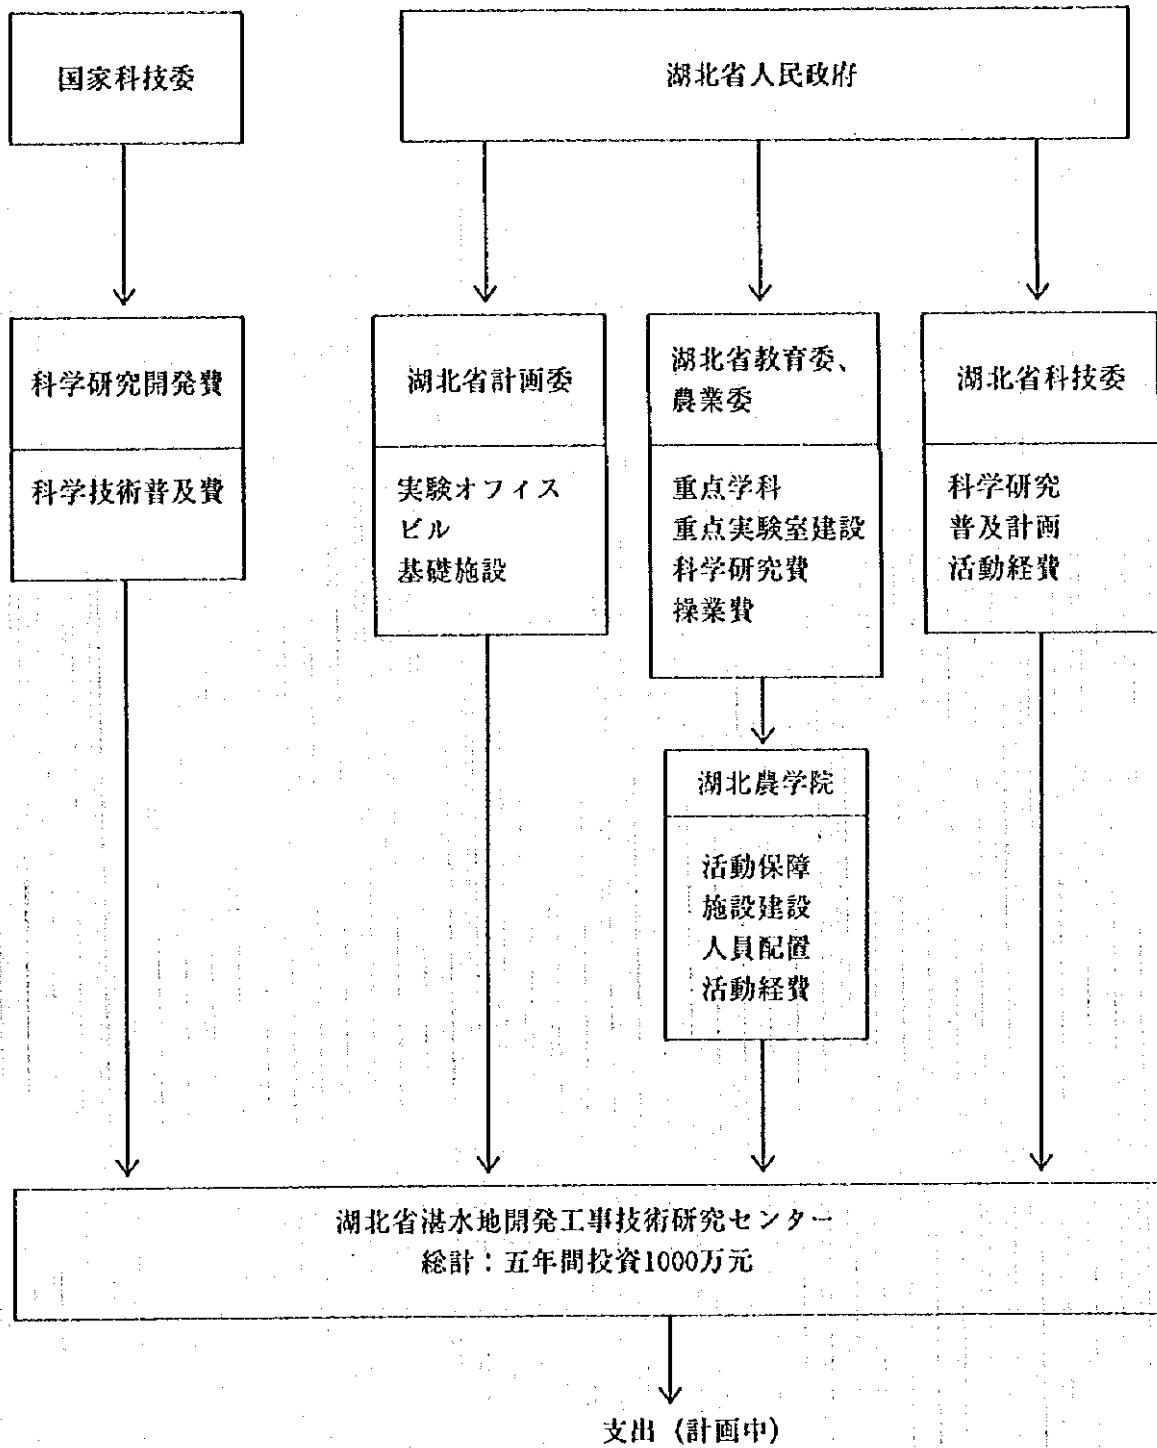 国家科技委
湖北省人民政府
科学研究開発費
科学技術普及費
湖北省計画委
実験オフィス
ビル
基礎施設
湖北省教育委、
農業委
重点学科
重点実験室建設
科学研究費
操業費
湖北省科技委
科学研究
普及計画
活動経費
湖北農学院
活動保障
施設建設
人員配置
活動経費
湖北省湛水地開発工事技術研究センター
総計：五年間投資1000万元
支出（計画中）